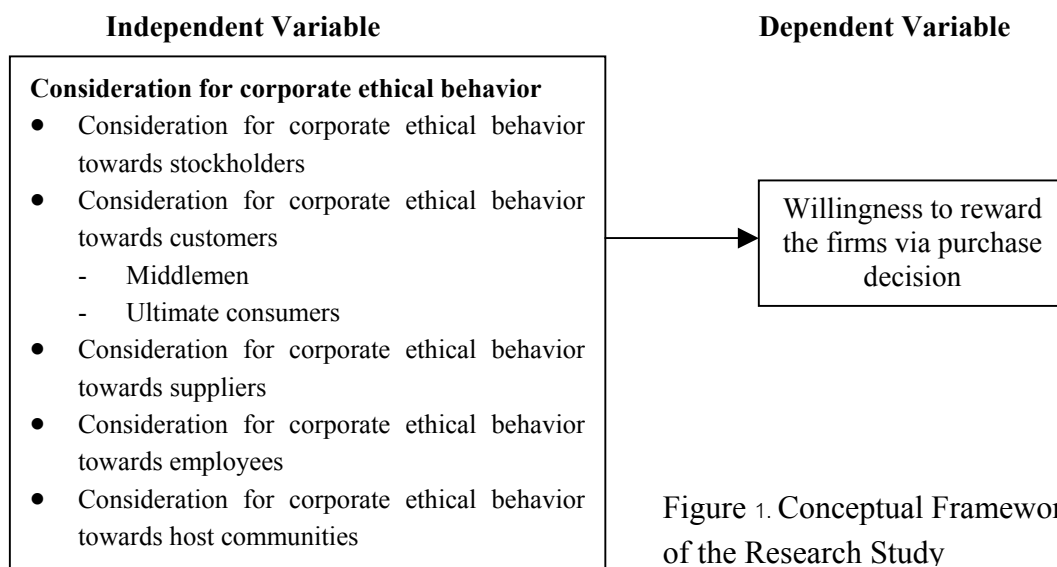 Independent Variable
Dependent Variable
Consideration for corporate ethical behavior
● Consideration for corporate ethical behavior
towards stockholders
● Consideration for corporate ethical behavior
towards customers
- Middlemen
- Ultimate consumers
● Consideration for corporate ethical behavior
towards suppliers
● Consideration for corporate ethical behavior
towards employees
● Consideration for corporate ethical behavior
towards host communities
Willingness to reward
the firms via purchase
decision
Figure 1. Conceptual Framewor
of the Research Study